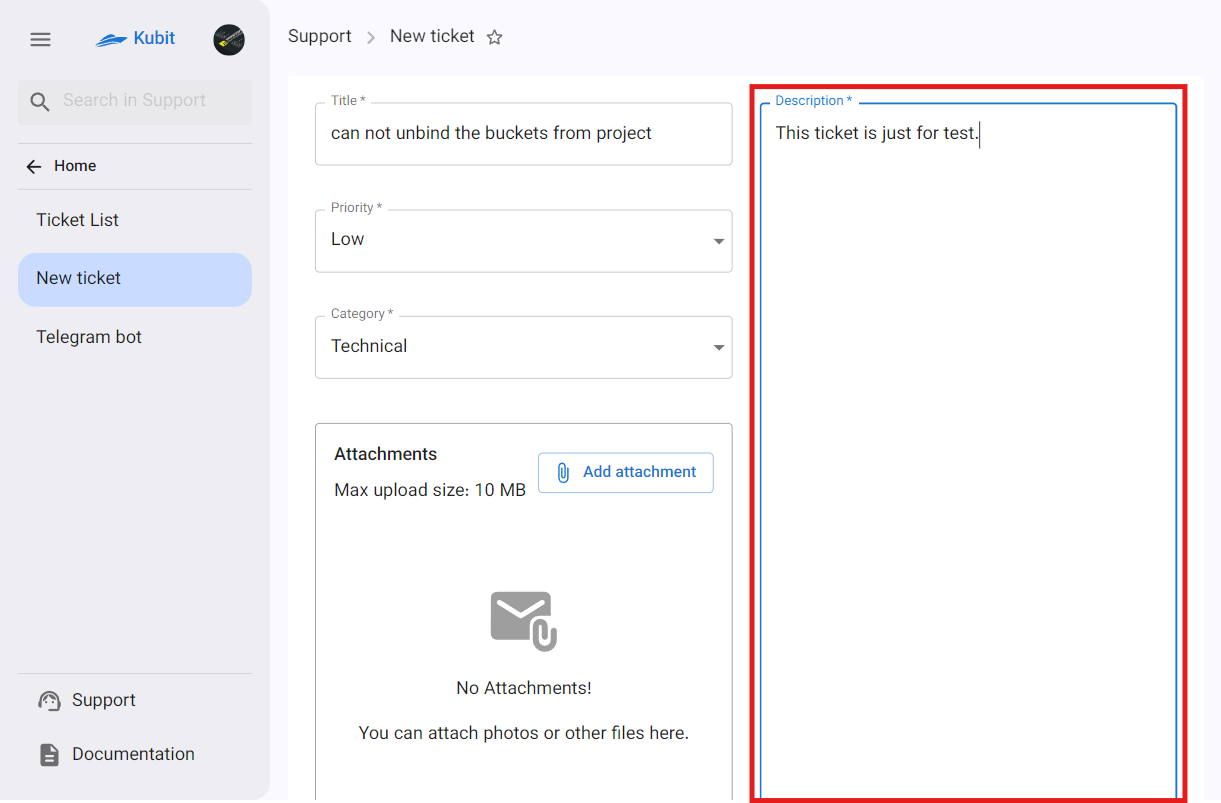 Kubit
Search in Support
Home
Ticket List
New ticket
Telegram bot
Support
Documentation
Support
New ticket
Title *
can not unbind the buckets from project
Priority *
Low
Category *
Technical
Attachments
Max upload size: 10 MB
Add attachment
No Attachments!
You can attach photos or other files here.
Description *
This ticket is just for test.